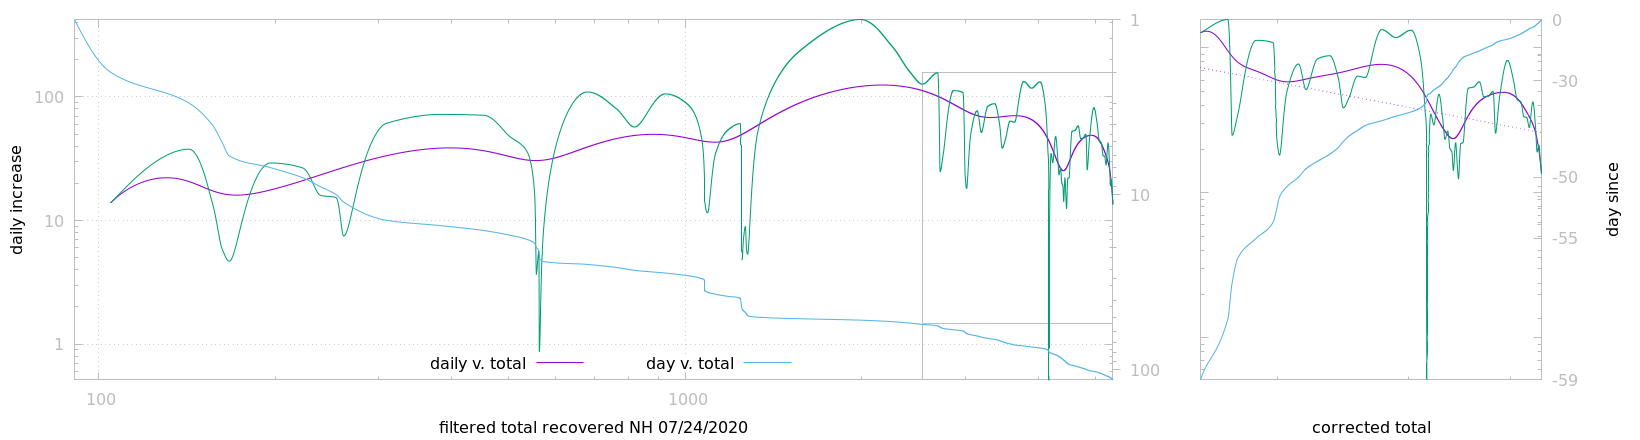 daily increase
100
10
1
daily v. total
day v. total
100
1000
filtered total recovered NH 07/24/2020
1
10
100
0
-30
-50
-55
-59
day since
corrected total